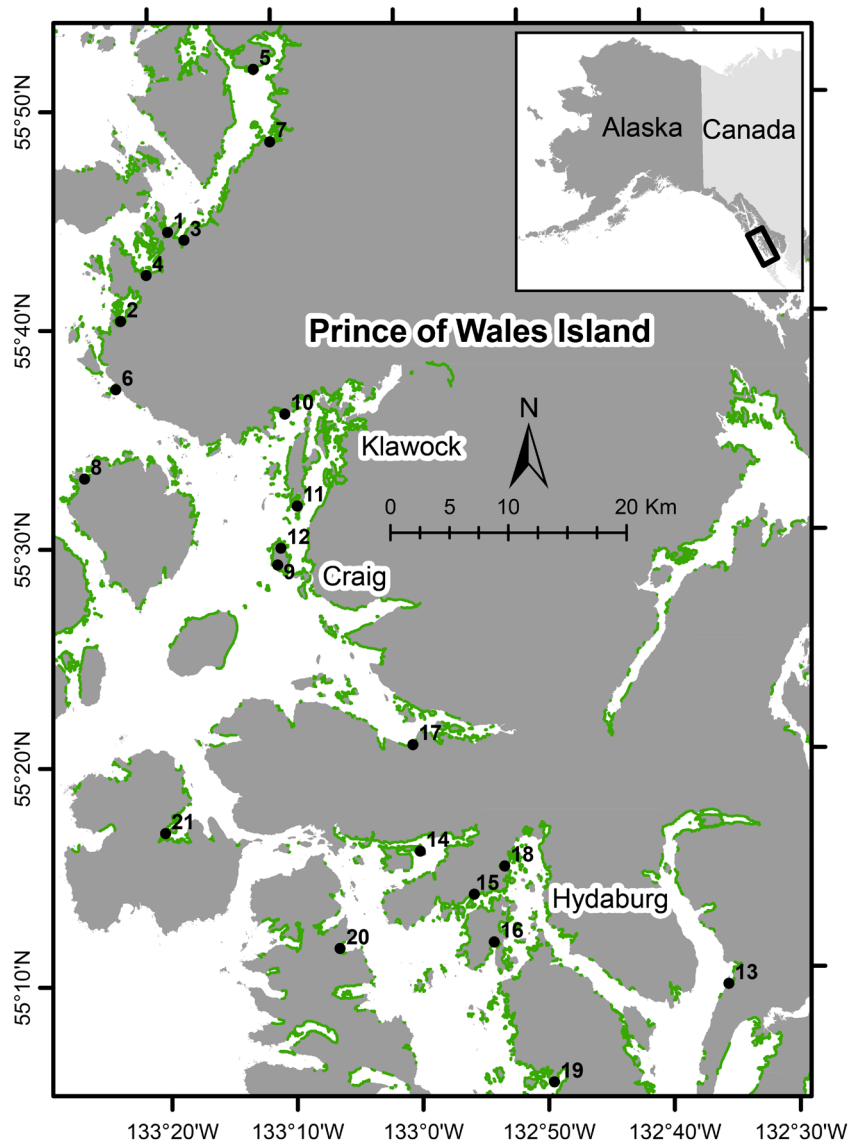 5
Alaska
Canada
55°50'N
7
1
3
4
2
55°40'N
Prince of Wales Island
6
10
N
Klawock
8
11
0 5 10 20 Km
12
55°30'N
9
Craig
17
55°20'N
21
14
18
15
Hydaburg
16
20
13
55°10'N
19
133°20'W 133°10'W 133°0'W 132°50'W 132°40'W 132°30'W